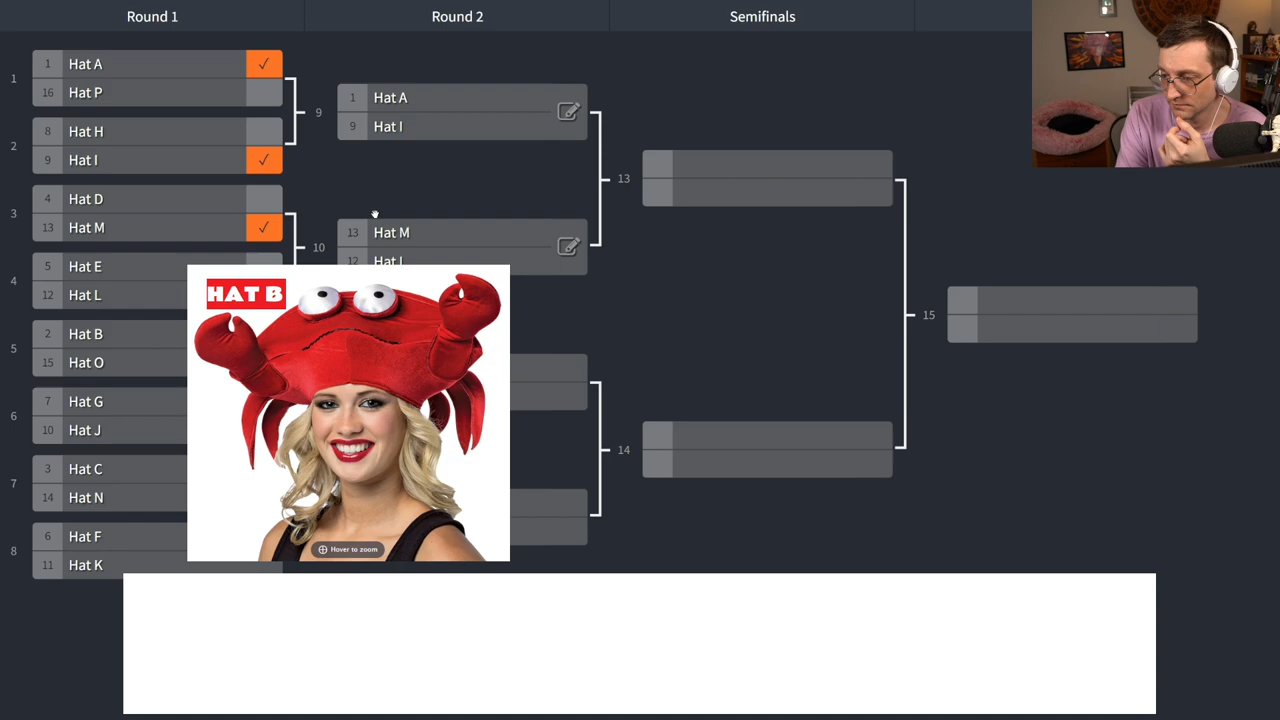 Round 1
Round 2
Semifinals
1
1 Hat A ✓
16 Hat P
2
8 Hat H
9 Hat I ✓
3
4 Hat D
13 Hat M ✓
4
5 Hat E
12 Hat L
5
2 Hat B
15 Hat O
6
7 Hat G
10 Hat J
7
3 Hat C
14 Hat N
8
6 Hat F
11 Hat K
9
1 Hat A
9 Hat I
10
13 Hat M
12 Hat L
13
14
15
HAT B
Hover to zoom